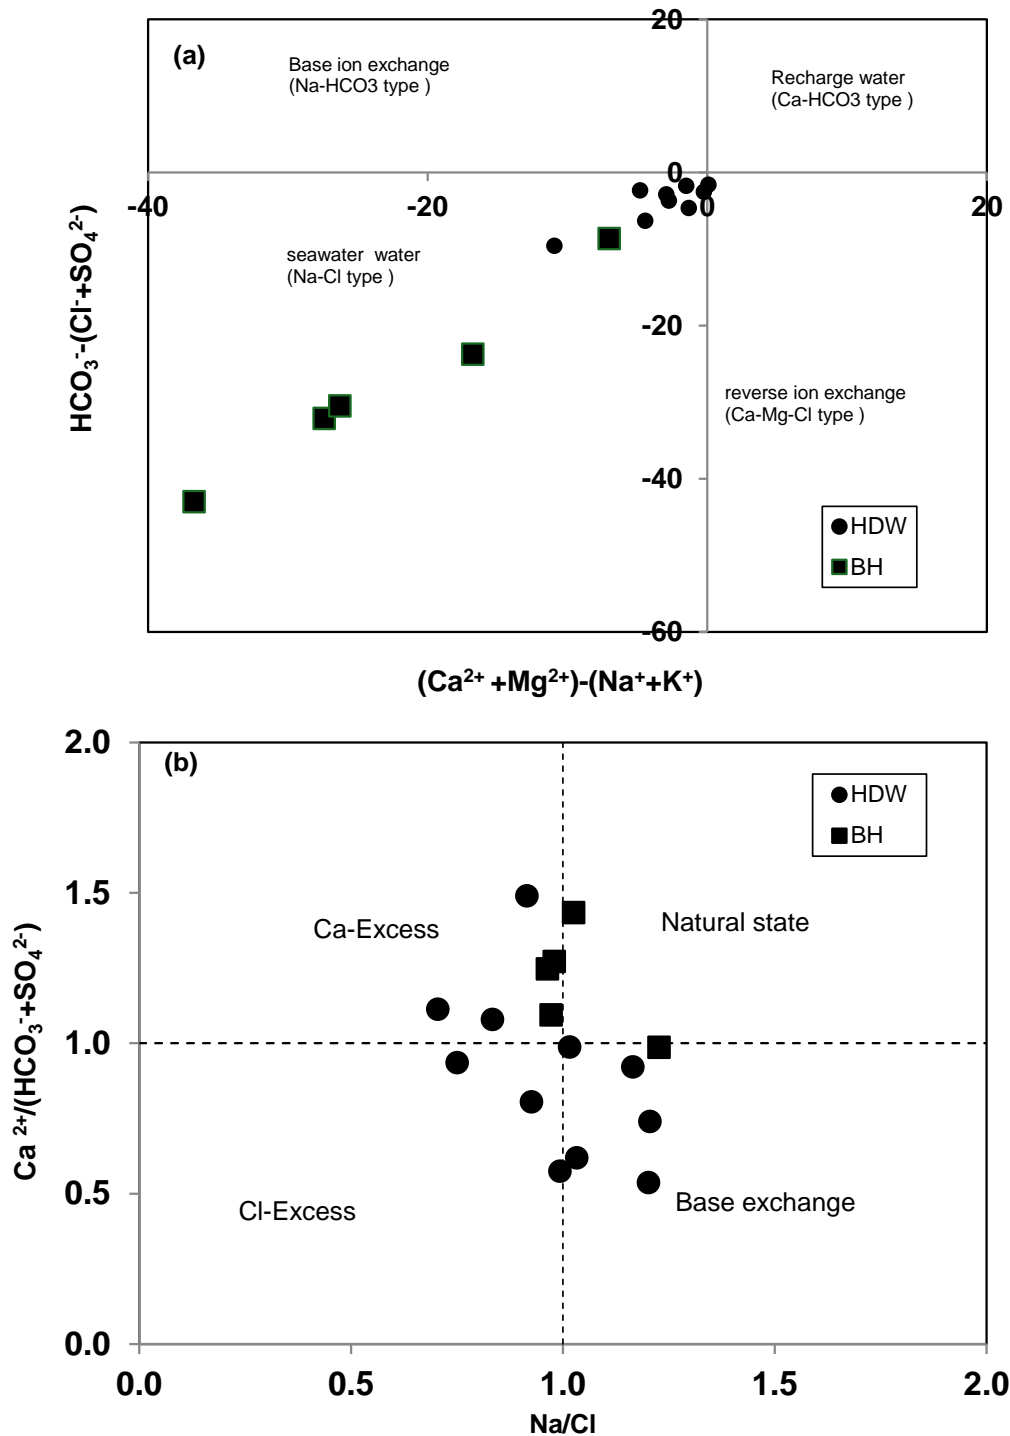 20
(a)
Base ion exchange
(Na-HCO3 type )
Recharge water
(Ca-HCO3 type )
0
-40
-20
0
20
seawater  water
(Na-Cl type )
-20
reverse ion exchange
(Ca-Mg-Cl type )
-40
HDW
BH
-60
HCO₃⁻-(Cl⁻+SO₄²⁻)
(Ca²⁺ +Mg²⁺)-(Na⁺+K⁺)
2.0
(b)
HDW
BH
1.5
Ca-Excess
Natural state
1.0
0.5
Cl-Excess
Base exchange
0.0
Ca ²⁺/(HCO₃⁻+SO₄²⁻)
0.0
0.5
1.0
1.5
2.0
Na/Cl